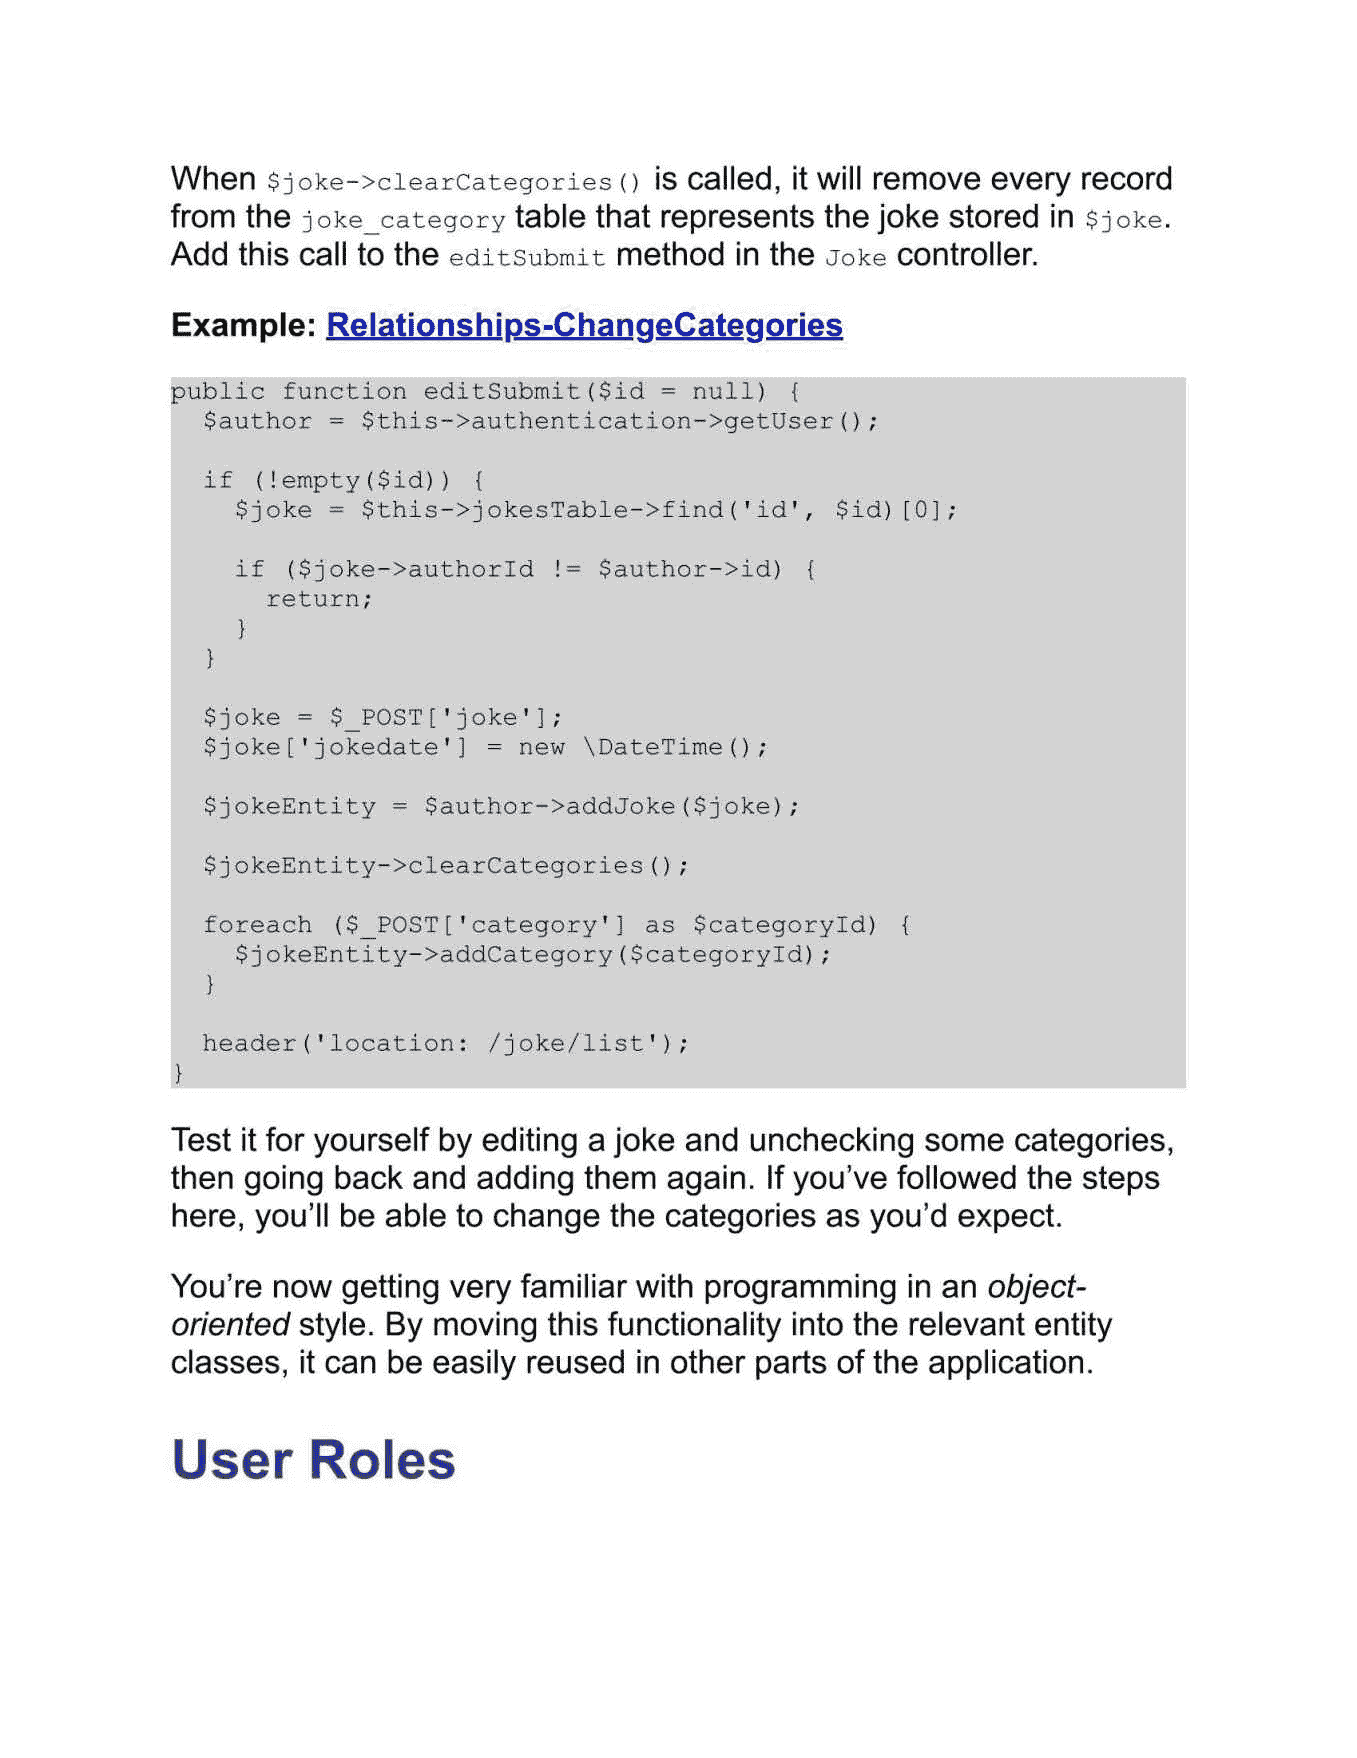 When $joke->clearCategories() is called, it will remove every record
from the joke_category table that represents the joke stored in $joke.
Add this call to the editSubmit method in the Joke controller.
Example: Relationships-ChangeCategories
public function editSubmit($id = null) {
  $author = $this->authentication->getUser();
  if (!empty($id)) {
    $joke = $this->jokesTable->find('id', $id)[0];
    if ($joke->authorId != $author->id) {
      return;
    }
  }
  $joke = $_POST['joke'];
  $joke['jokedate'] = new \DateTime();
  $jokeEntity = $author->addJoke($joke);
  $jokeEntity->clearCategories();
  foreach ($_POST['category'] as $categoryId) {
    $jokeEntity->addCategory($categoryId);
  }
  header('location: /joke/list');
}
Test it for yourself by editing a joke and unchecking some categories,
then going back and adding them again. If you’ve followed the steps
here, you’ll be able to change the categories as you’d expect.
You’re now getting very familiar with programming in an object-
oriented style. By moving this functionality into the relevant entity
classes, it can be easily reused in other parts of the application.
User Roles